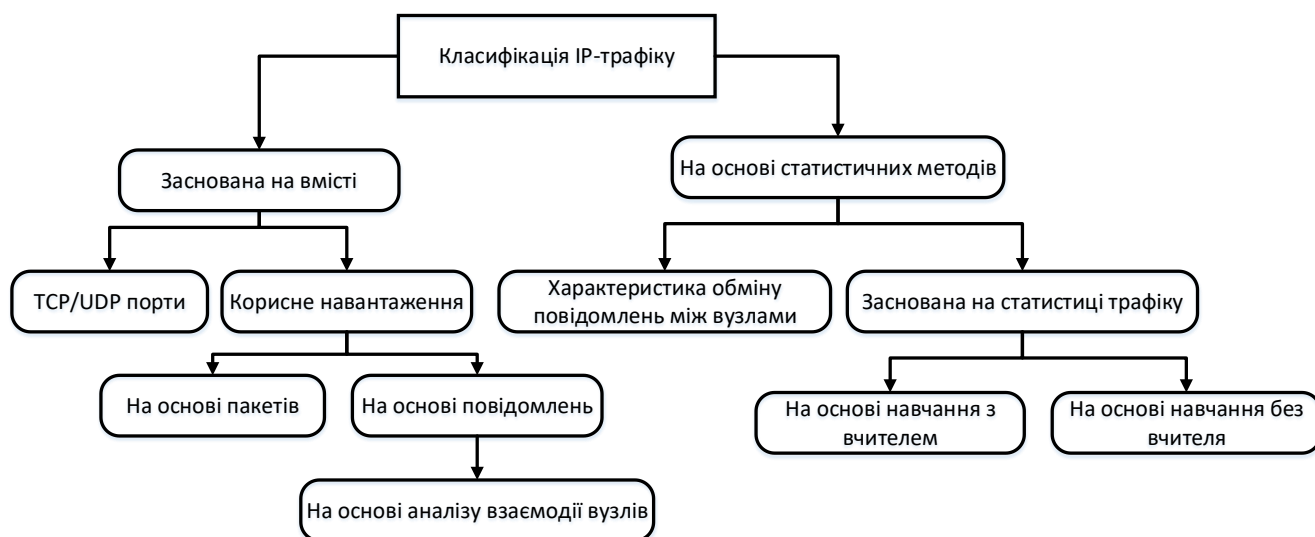 Класифікація IP-трафіку
Заснована на вмісті
На основі статистичних методів
TCP/UDP порти
Корисне навантаження
Характеристика обміну
повідомлень між вузлами
Заснована на статистиці трафіку
На основі пакетів
На основі повідомлень
На основі навчання з
вчителем
На основі навчання без
вчителя
На основі аналізу взаємодії вузлів